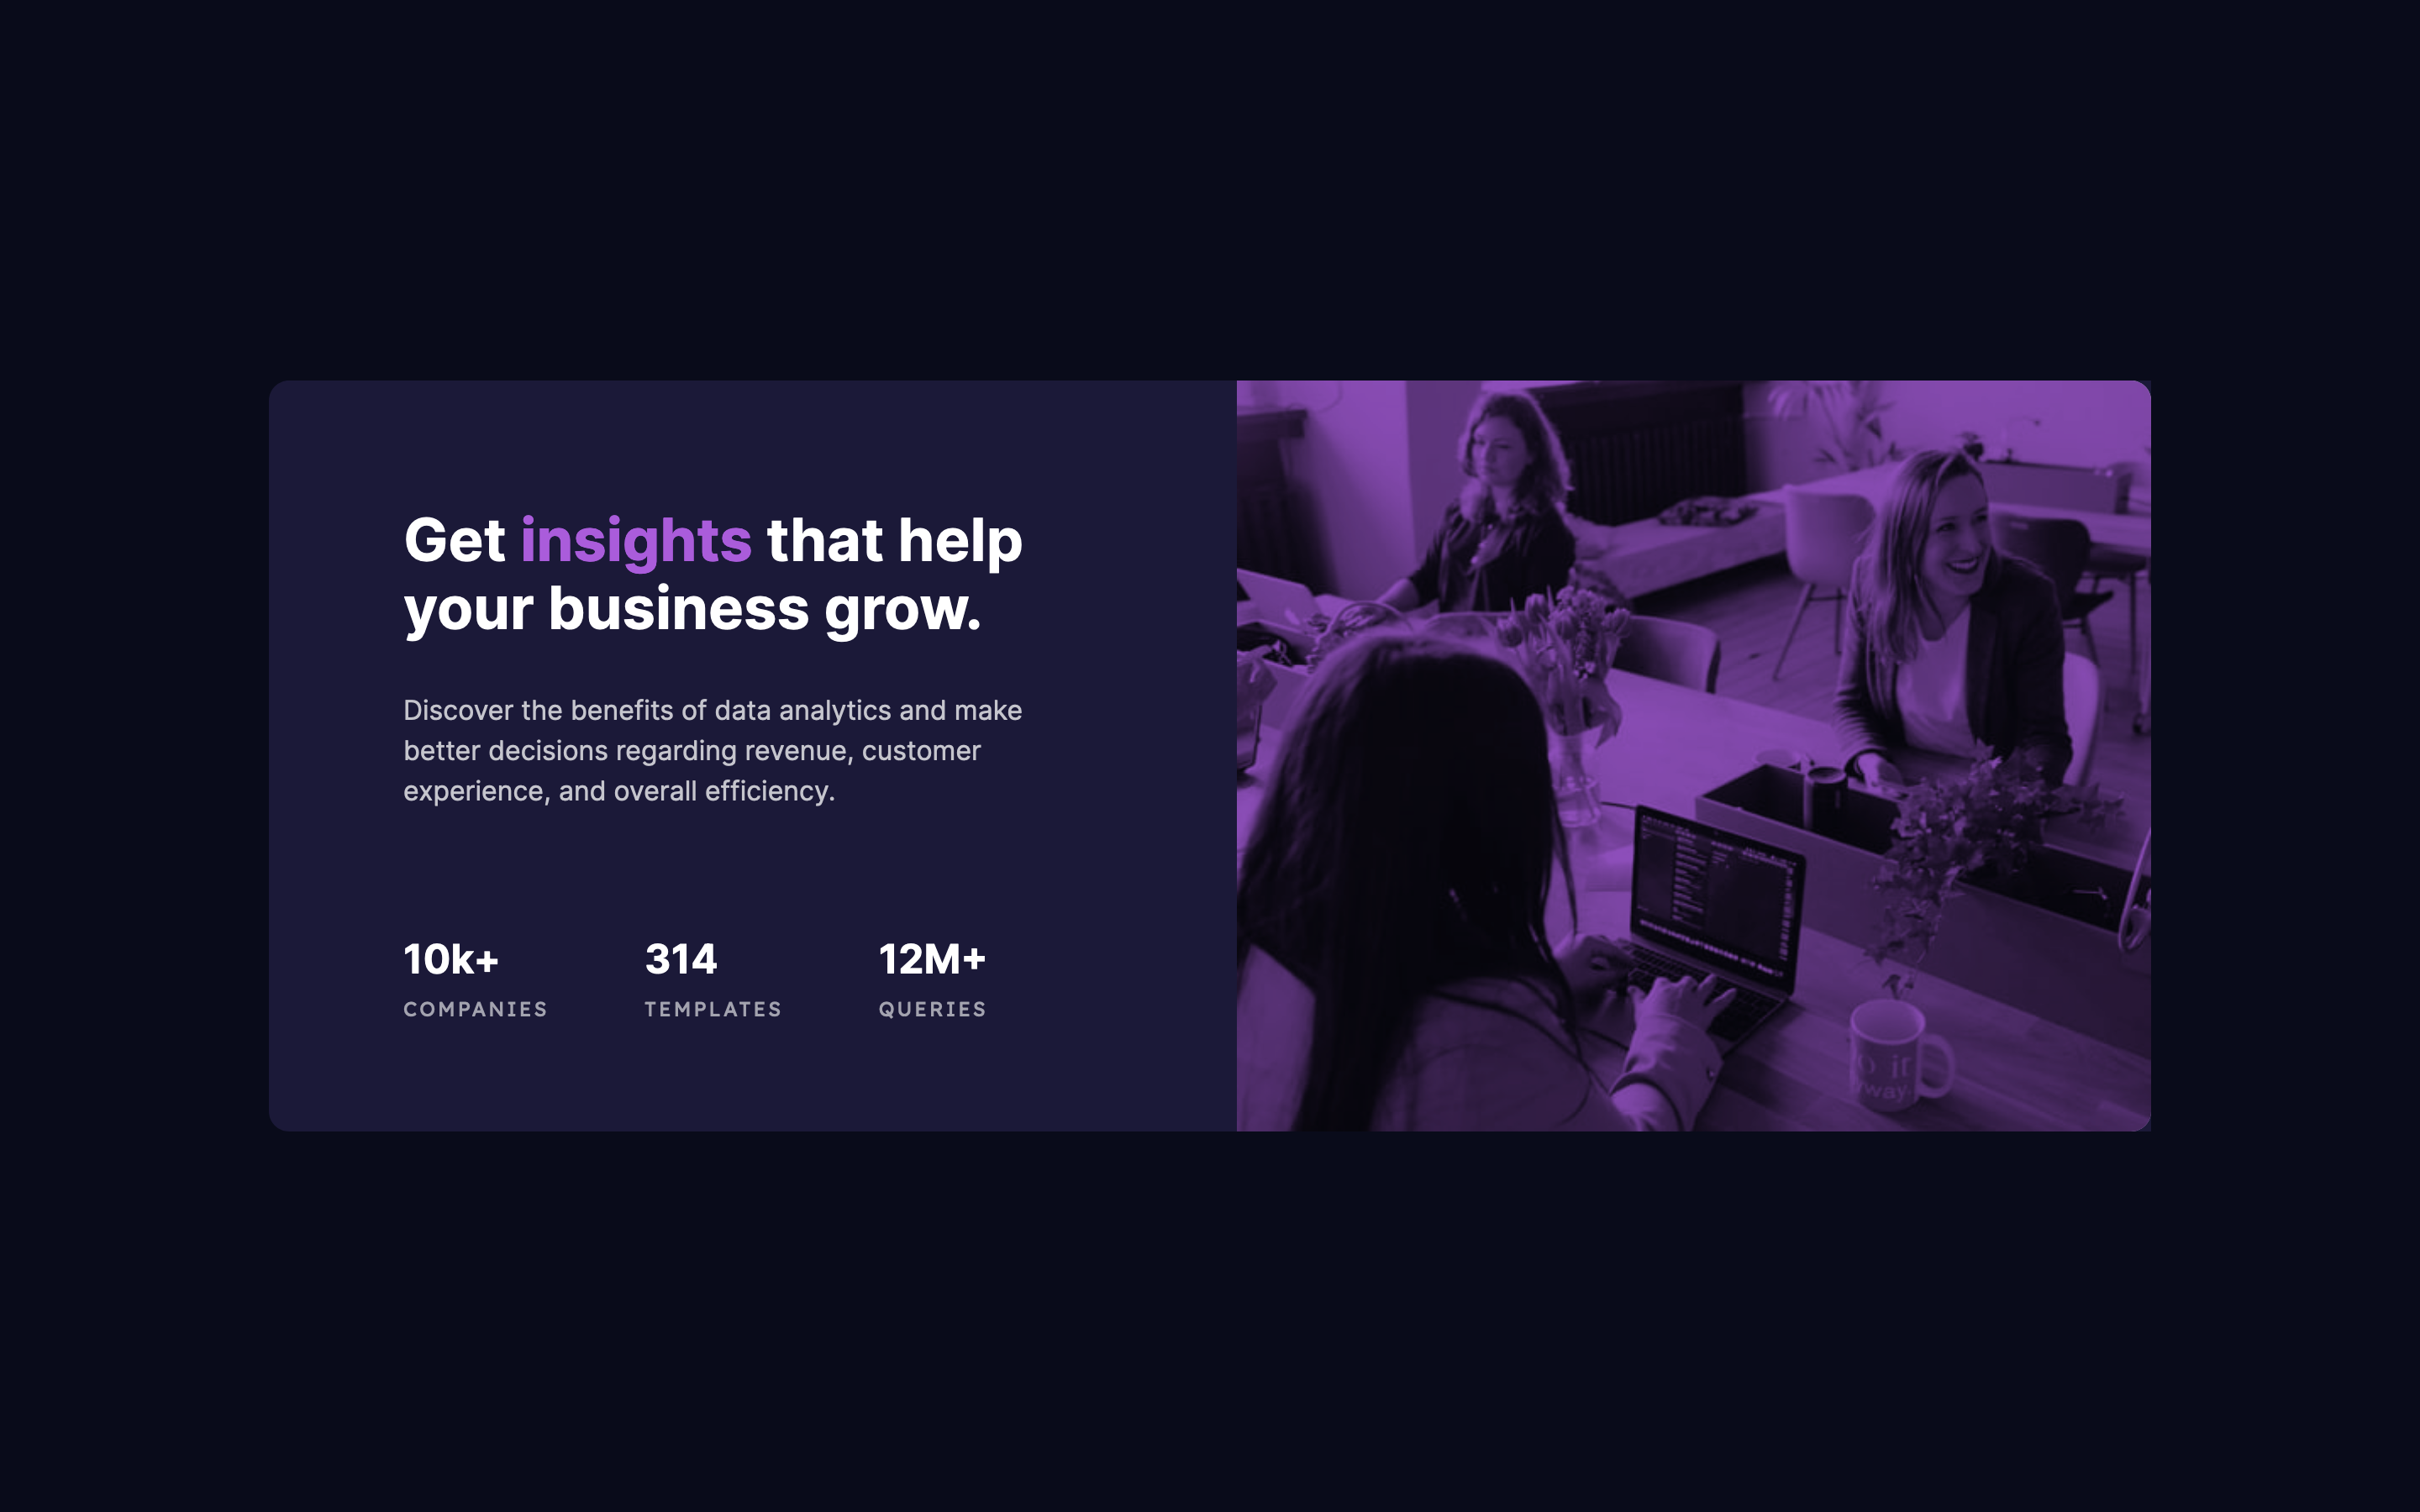 Get insights that help
your business grow.
Discover the benefits of data analytics and make
better decisions regarding revenue, customer
experience, and overall efficiency.
10k+ 314 12M+
COMPANIES TEMPLATES QUERIES